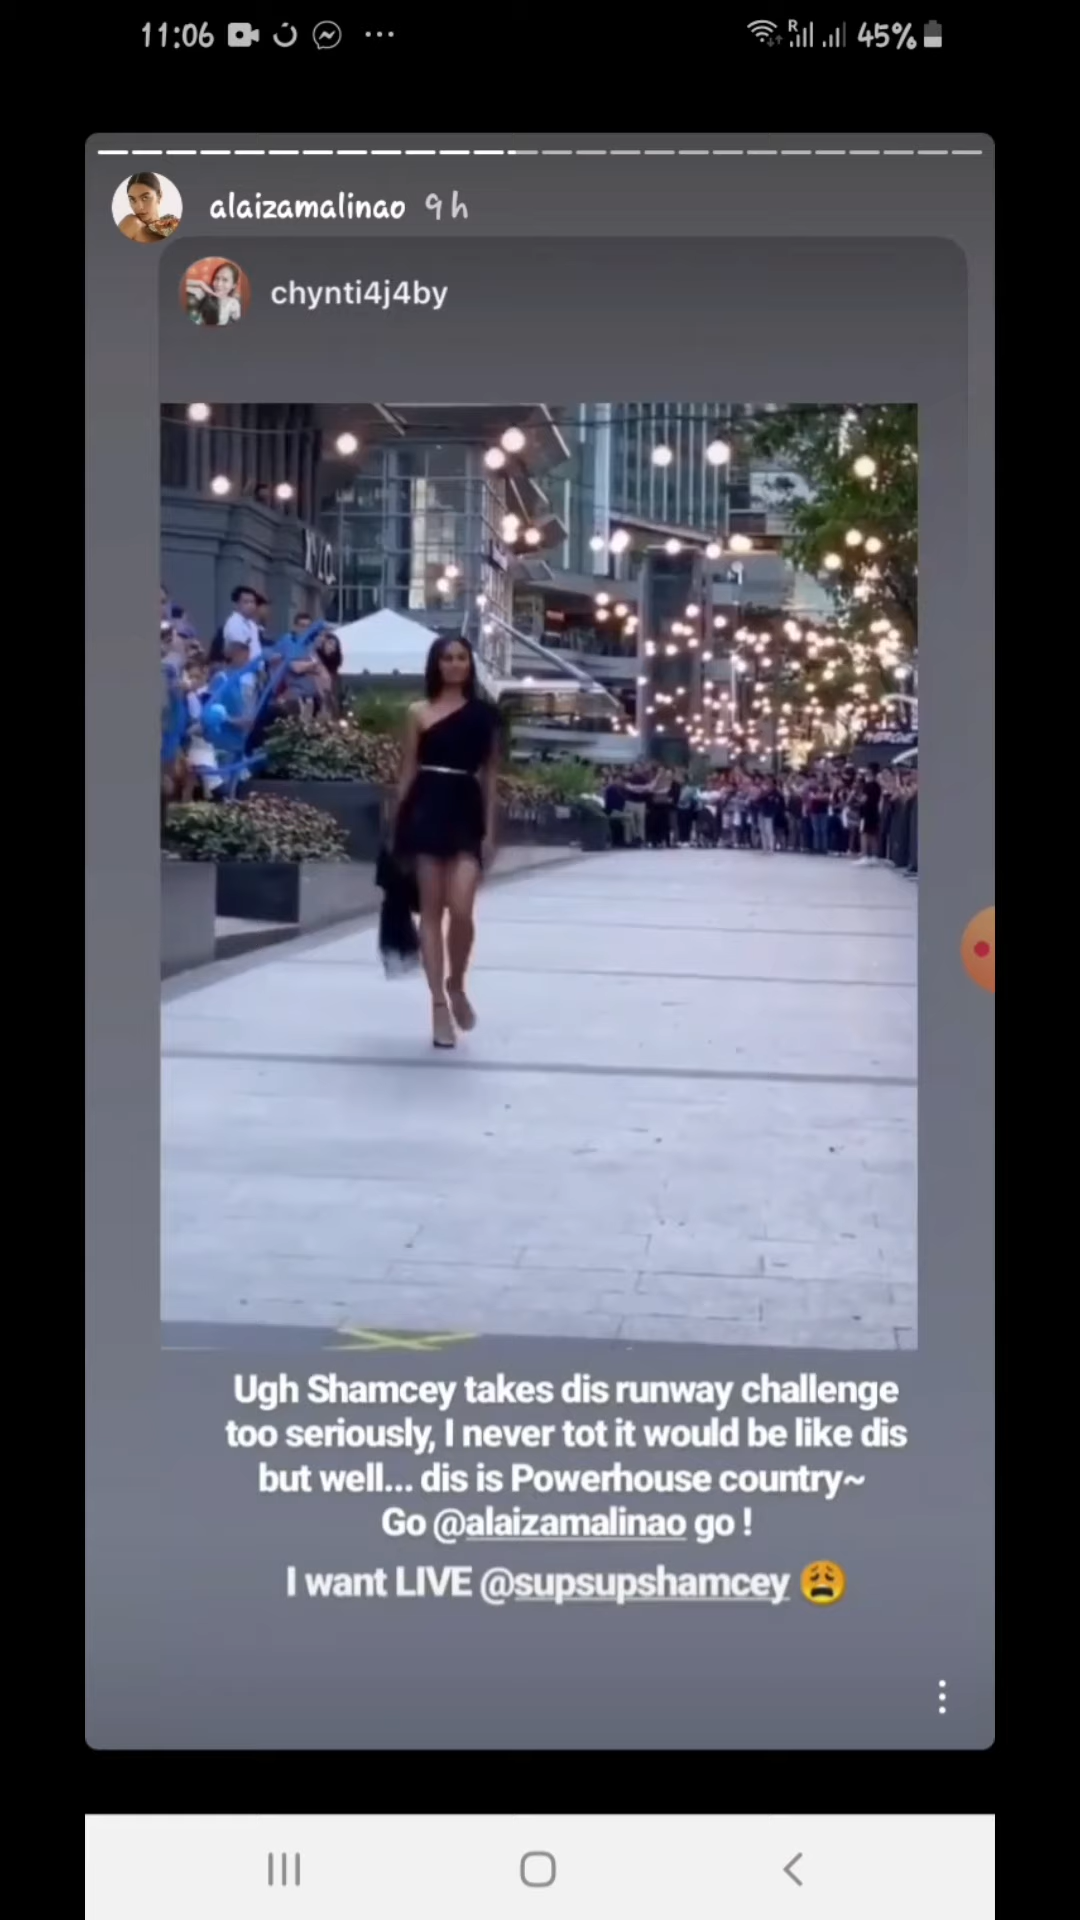 11:06
R
45%
alaizamalinao 9h
chynti4j4by
XYLO
Ugh Shamcey takes dis runway challenge
too seriously, I never tot it would be like dis
but well... dis is Powerhouse country~
Go @alaizamalinao go !
I want LIVE @supsupshamcey 😩